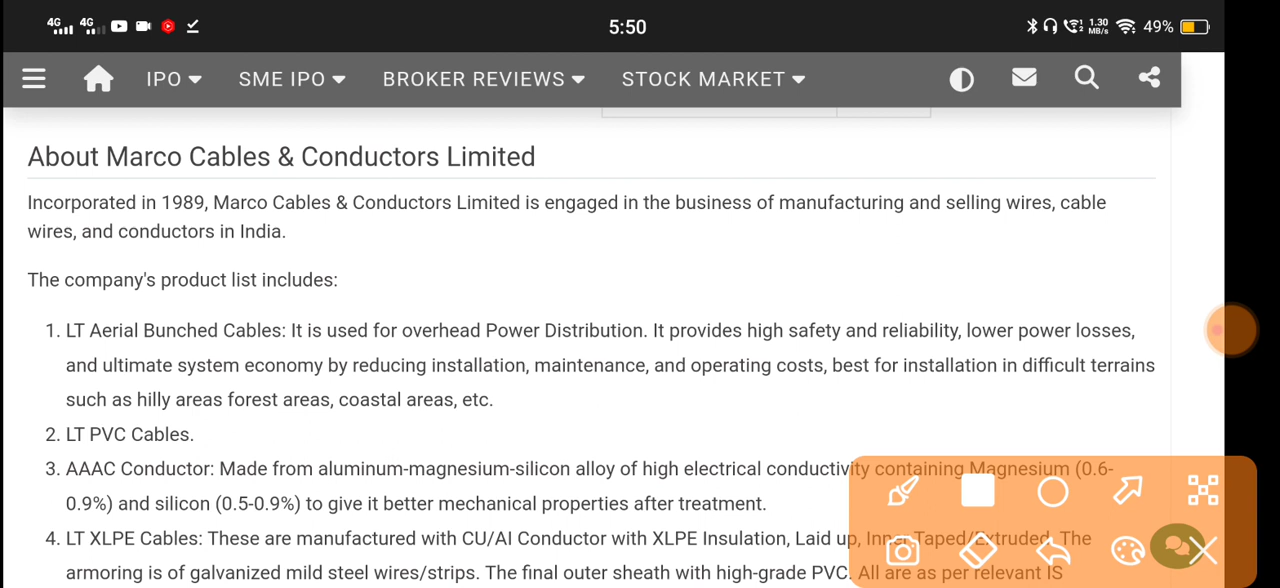 4G 4G 5:50 1.30 MB/s 49%
IPO SME IPO BROKER REVIEWS STOCK MARKET
About Marco Cables & Conductors Limited
Incorporated in 1989, Marco Cables & Conductors Limited is engaged in the business of manufacturing and selling wires, cable
wires, and conductors in India.
The company's product list includes:
1. LT Aerial Bunched Cables: It is used for overhead Power Distribution. It provides high safety and reliability, lower power losses,
and ultimate system economy by reducing installation, maintenance, and operating costs, best for installation in difficult terrains
such as hilly areas forest areas, coastal areas, etc.
2. LT PVC Cables.
3. AAAC Conductor: Made from aluminum-magnesium-silicon alloy of high electrical conductivity containing Magnesium (0.6-
0.9%) and silicon (0.5-0.9%) to give it better mechanical properties after treatment.
4. LT XLPE Cables: These are manufactured with CU/AI Conductor with XLPE Insulation, Laid up, Inner Taped/Extruded, The
armoring is of galvanized mild steel wires/strips. The final outer sheath with high-grade PVC. All are as per relevant IS